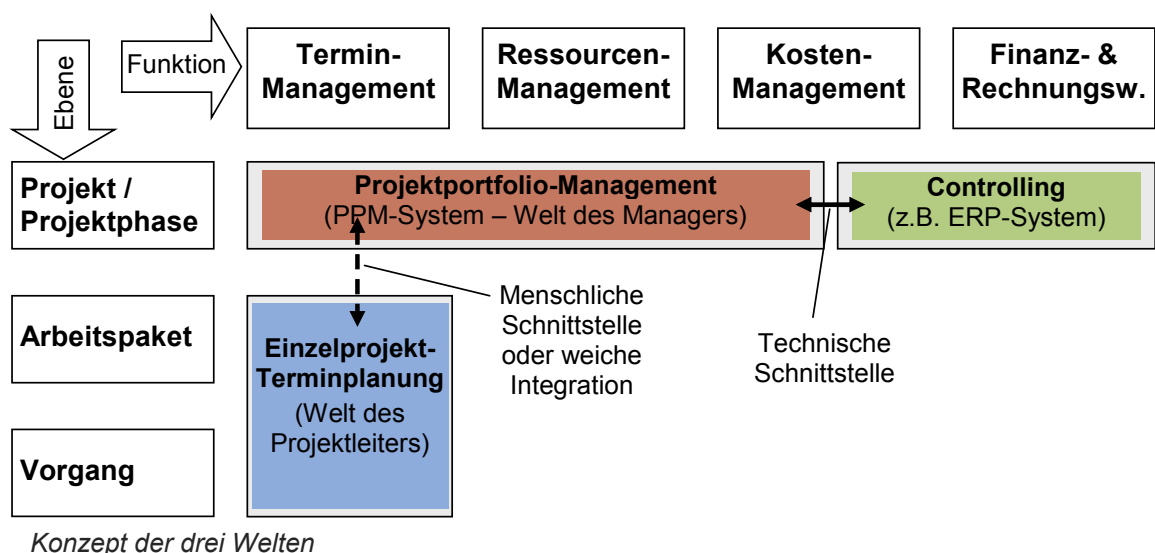 Ebene
Funktion
Termin-
Management
Ressourcen-
Management
Kosten-
Management
Finanz- &
Rechnungsw.
Projekt /
Projektphase
Projektportfolio-Management
(PPM-System – Welt des Managers)
Controlling
(z.B. ERP-System)
Menschliche
Schnittstelle
oder weiche
Integration
Technische
Schnittstelle
Arbeitspaket
Einzelprojekt-
Terminplanung
(Welt des
Projektleiters)
Vorgang
Konzept der drei Welten